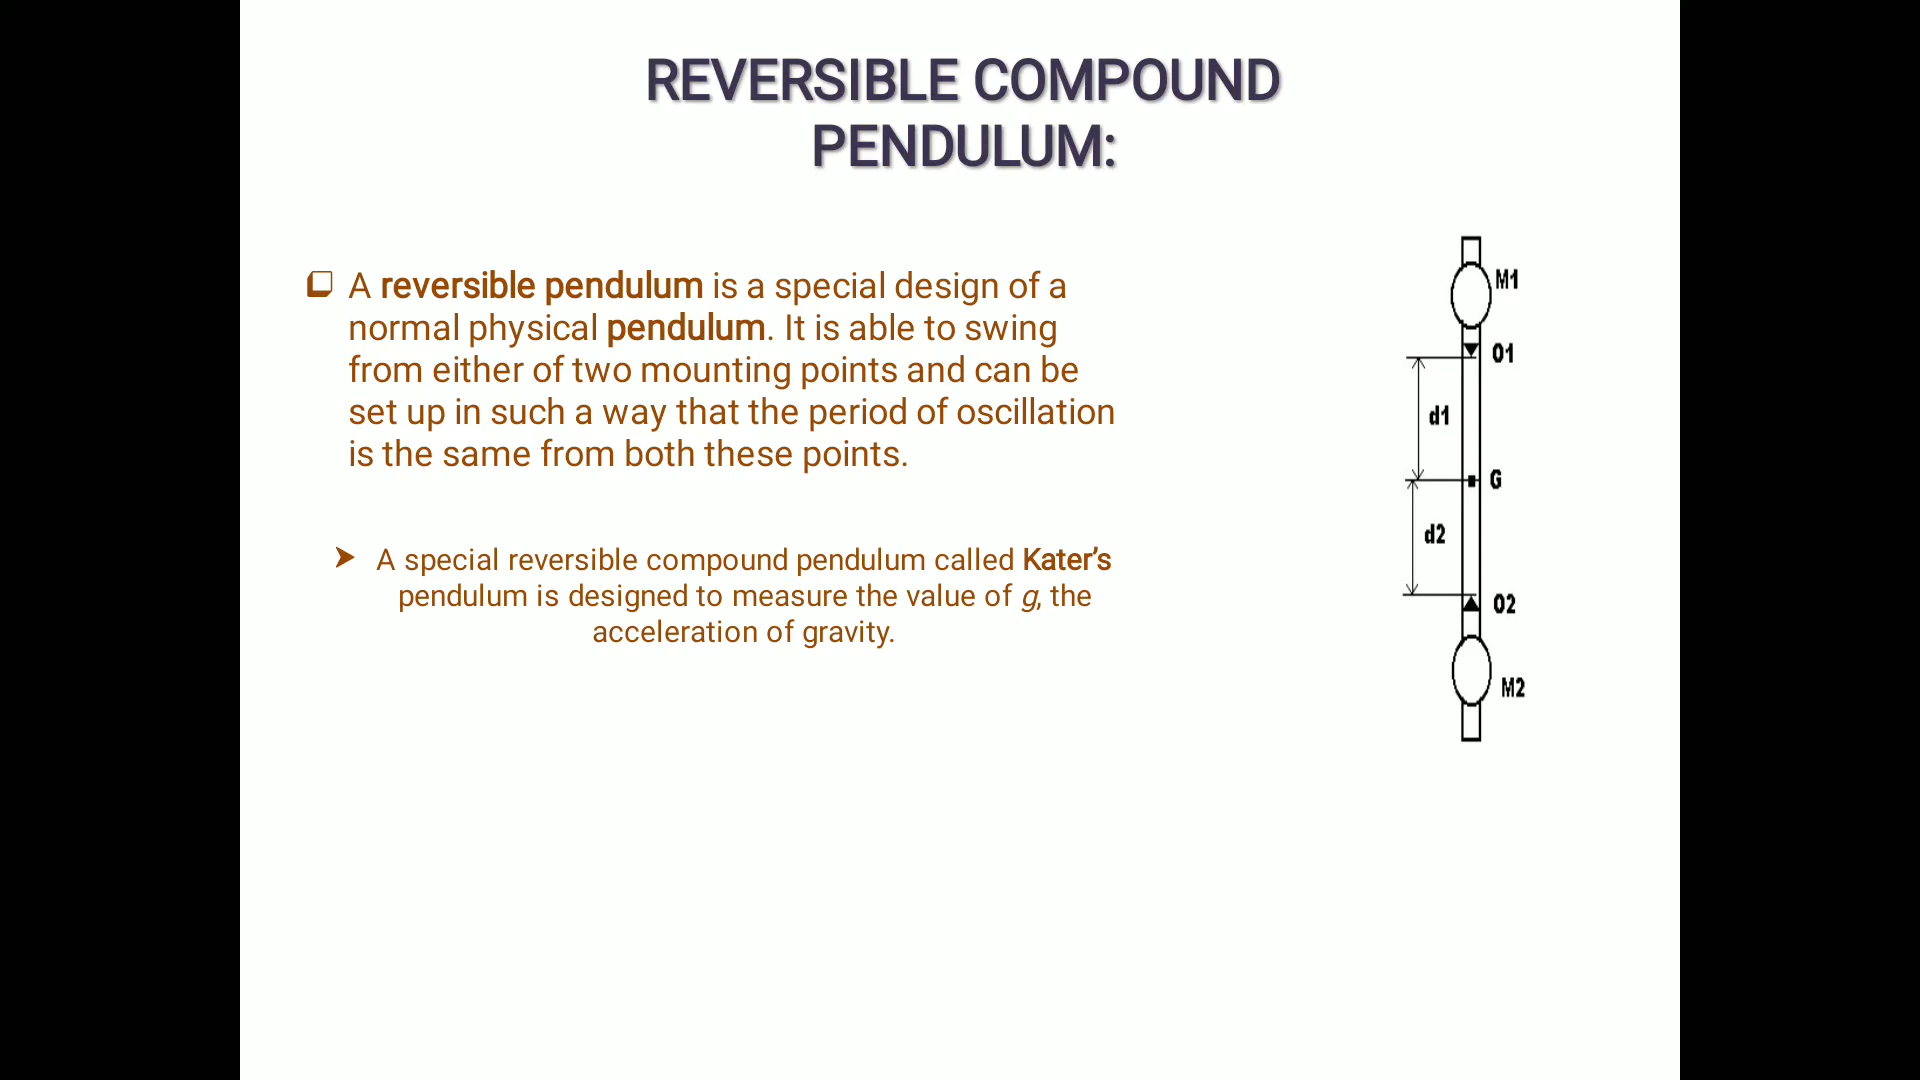 REVERSIBLE COMPOUND
PENDULUM:
A reversible pendulum is a special design of a
normal physical pendulum. It is able to swing
from either of two mounting points and can be
set up in such a way that the period of oscillation
is the same from both these points.
A special reversible compound pendulum called Kater’s
pendulum is designed to measure the value of g, the
acceleration of gravity.
M1
O1
d1
G
d2
O2
M2